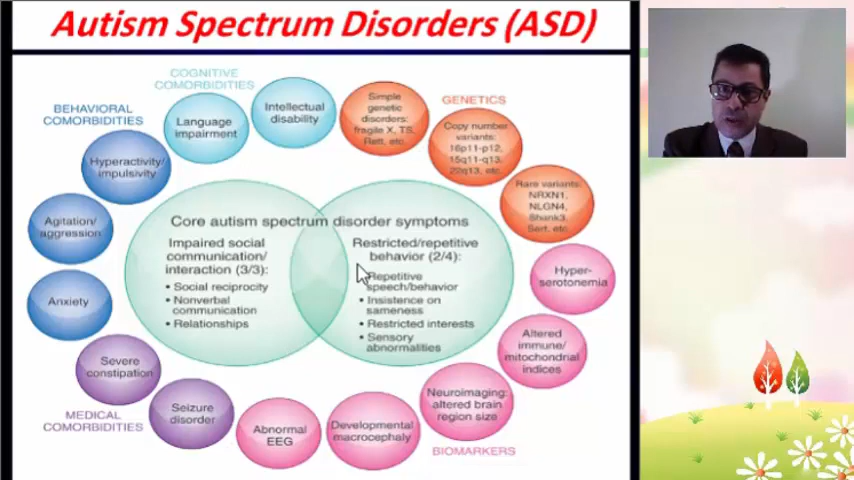 Autism Spectrum Disorders (ASD)
COGNITIVE
COMORBIDITIES
BEHAVIORAL
COMORBIDITIES
Language
impairment
Intellectual
disability
Simple
genetic
disorders:
fragile X, TS,
Rett, etc.
GENETICS
Copy number
variants:
16p11-p12,
15q11-q13,
22q13, etc.
Rare variants:
NRXN1,
NLGN4,
Shank3,
Sert, etc.
Hyperactivity/
impulsivity
Agitation/
aggression
Anxiety
Core autism spectrum disorder symptoms
Impaired social
communication/
interaction (3/3):
• Social reciprocity
• Nonverbal
communication
• Relationships
Restricted/repetitive
behavior (2/4):
Repetitive
speech/behavior
• Insistence on
sameness
• Restricted interests
• Sensory
abnormalities
Hyper-
serotonemia
Altered
immune/
mitochondrial
indices
Neuroimaging:
altered brain
region size
BIOMARKERS
Developmental
macrocephaly
Abnormal
EEG
Seizure
disorder
Severe
constipation
MEDICAL
COMORBIDITIES